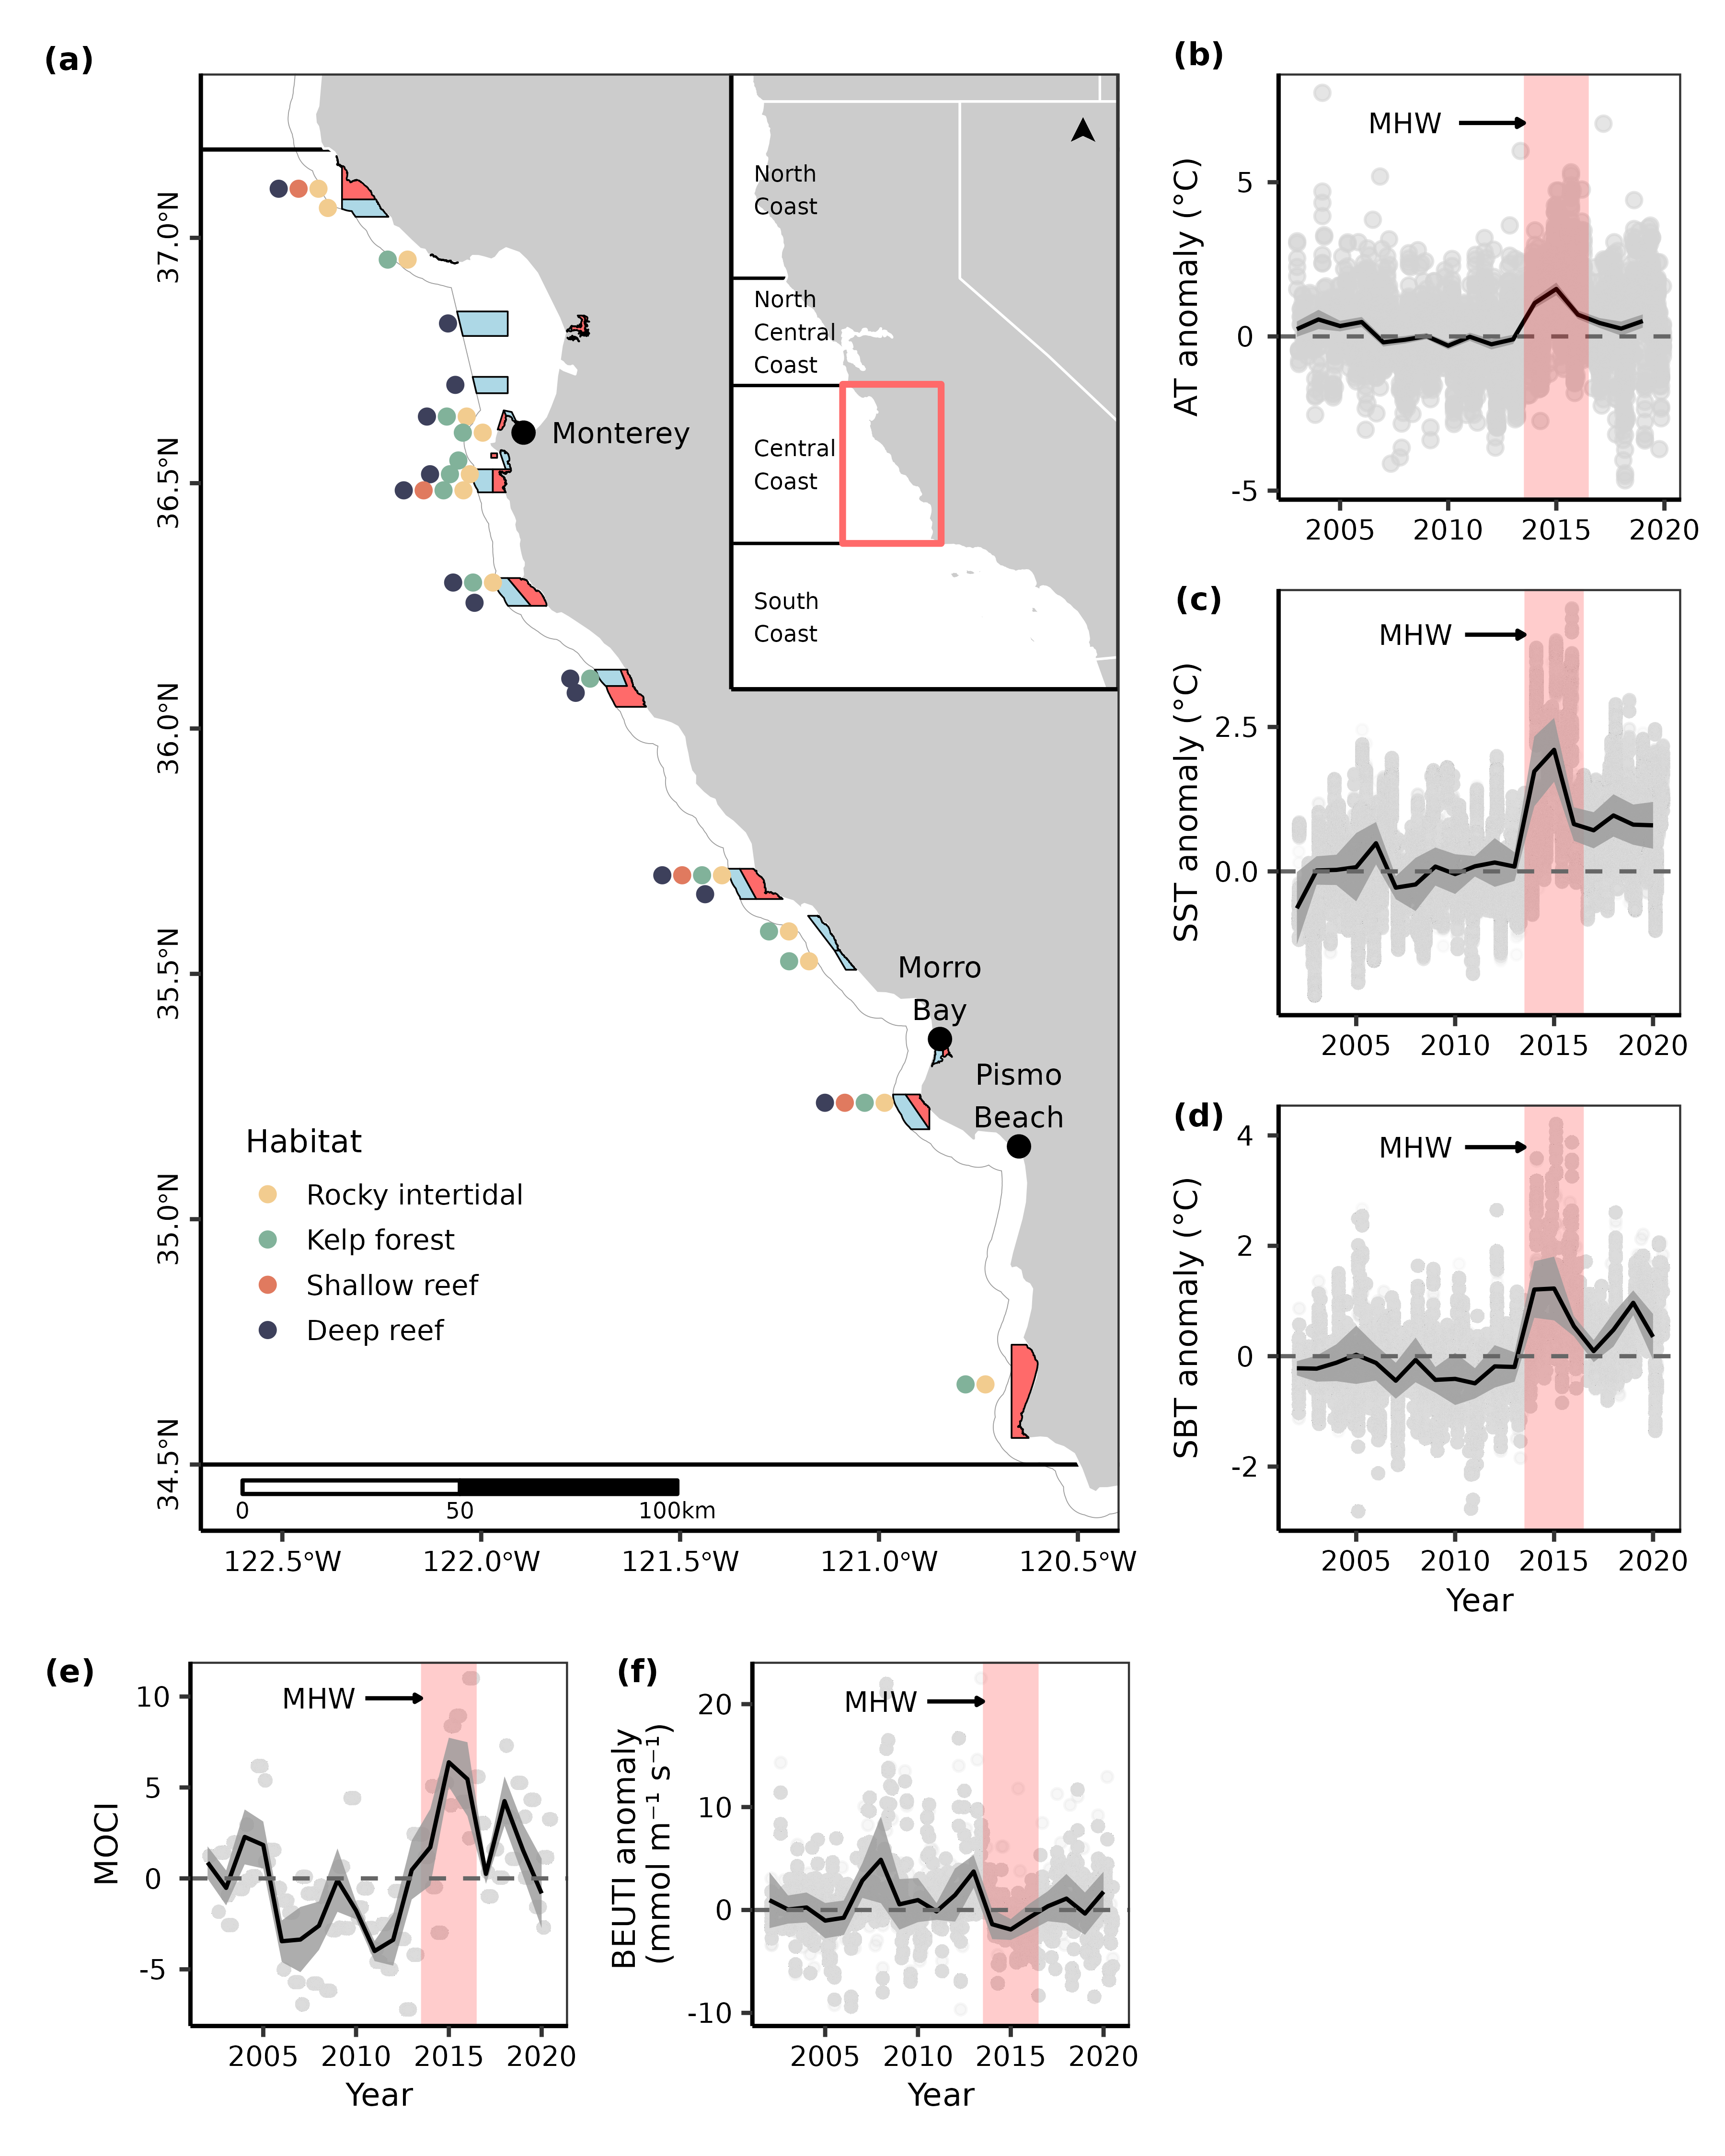 (a)
37.0°N
36.5°N
36.0°N
35.5°N
35.0°N
34.5°N
122.5°W
122.0°W
121.5°W
121.0°W
120.5°W
North
Coast
North
Central
Coast
Central
Coast
South
Coast
Monterey
Morro
Bay
Pismo
Beach
Habitat
Rocky intertidal
Kelp forest
Shallow reef
Deep reef
0
50
100km
(b)
AT anomaly (°C)
MHW
5
0
-5
2005
2010
2015
2020
(c)
SST anomaly (°C)
MHW
2.5
0.0
2005
2010
2015
2020
(d)
SBT anomaly (°C)
MHW
4
2
0
-2
2005
2010
2015
2020
Year
(e)
MOCI
MHW
10
5
0
-5
2005
2010
2015
2020
Year
(f)
BEUTI anomaly
(mmol m⁻¹ s⁻¹)
MHW
20
10
0
-10
2005
2010
2015
2020
Year